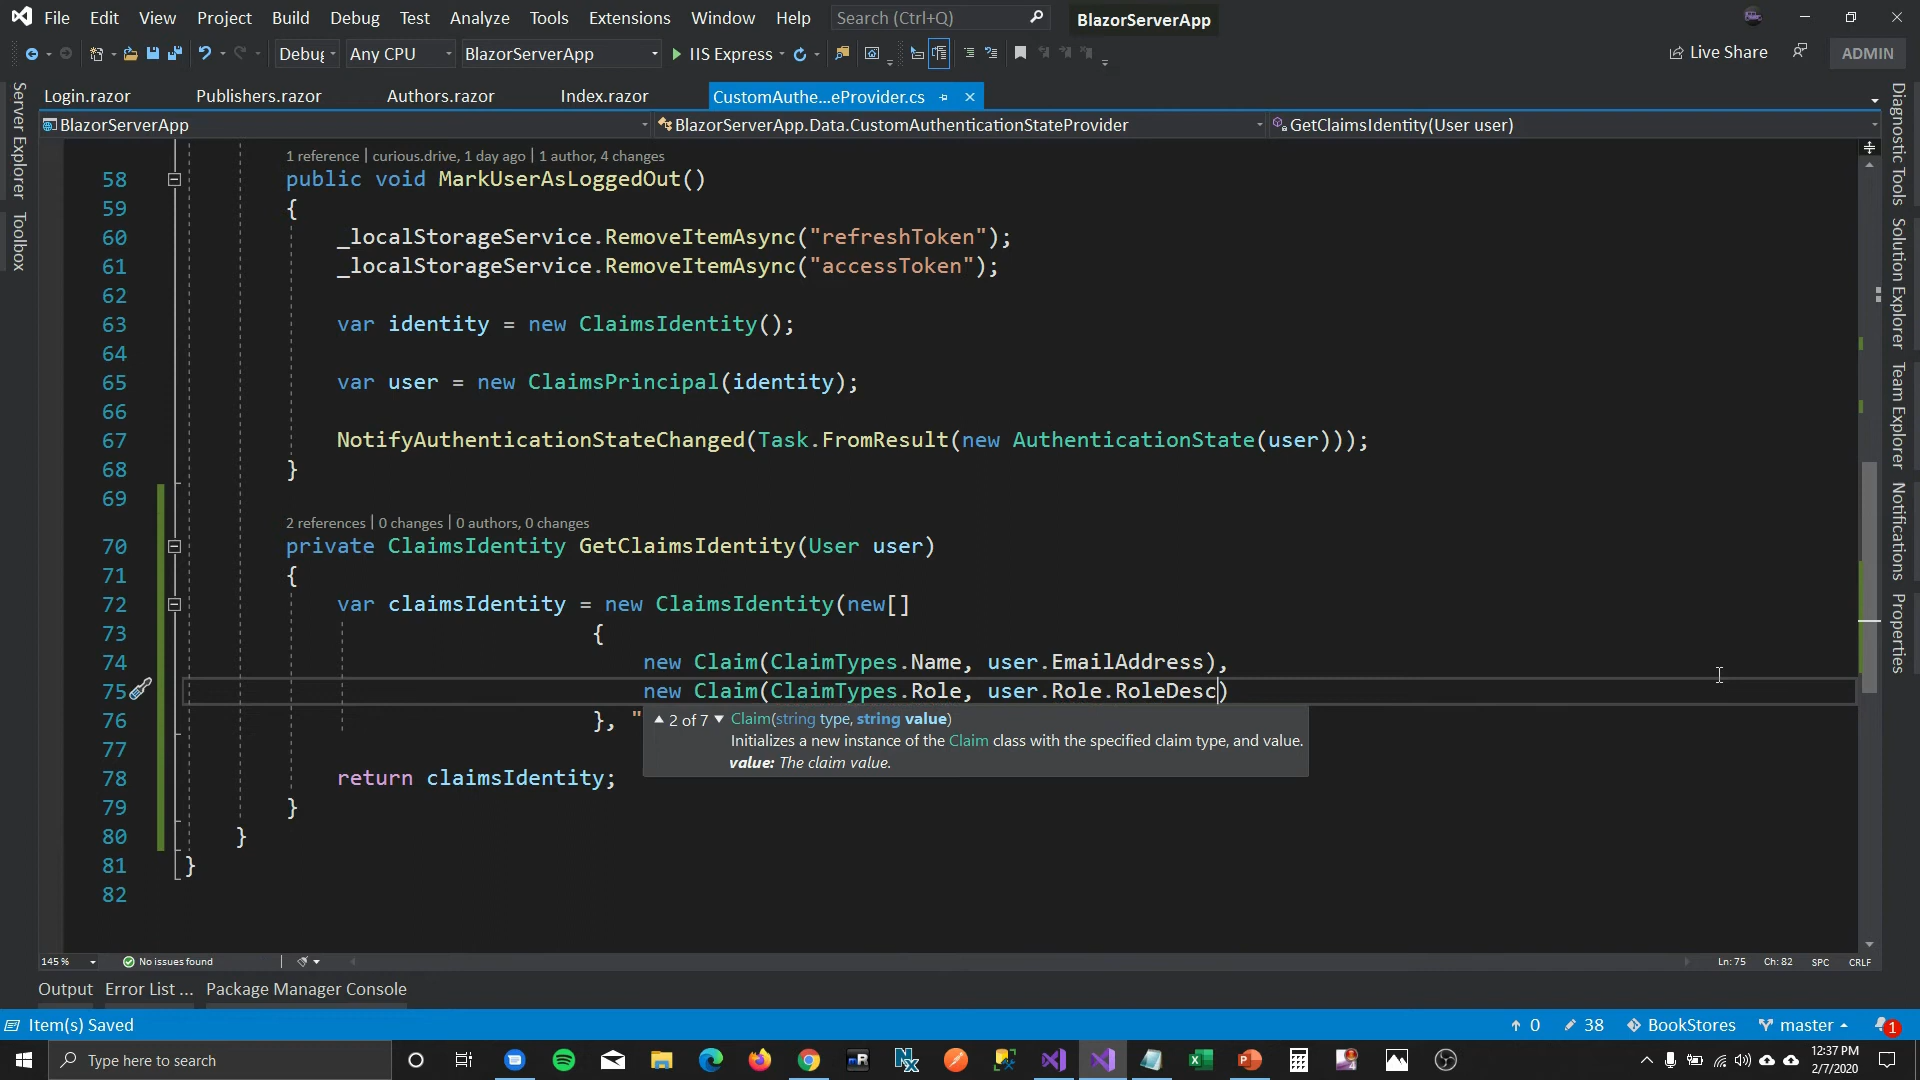 File Edit View Project Build Debug Test Analyze Tools Extensions Window Help Search (Ctrl+Q) BlazorServerApp
Debug Any CPU BlazorServerApp IIS Express Live Share ADMIN
Login.razor Publishers.razor Authors.razor Index.razor CustomAuthe...eProvider.cs
BlazorServerApp BlazorServerApp.Data.CustomAuthenticationStateProvider GetClaimsIdentity(User user)
Server Explorer
Toolbox
1 reference | curious.drive, 1 day ago | 1 author, 4 changes
58 public void MarkUserAsLoggedOut()
59 {
60 _localStorageService.RemoveItemAsync("refreshToken");
61 _localStorageService.RemoveItemAsync("accessToken");
62
63 var identity = new ClaimsIdentity();
64
65 var user = new ClaimsPrincipal(identity);
66
67 NotifyAuthenticationStateChanged(Task.FromResult(new AuthenticationState(user)));
68 }
69
2 references | 0 changes | 0 authors, 0 changes
70 private ClaimsIdentity GetClaimsIdentity(User user)
71 {
72 var claimsIdentity = new ClaimsIdentity(new[]
73 {
74 new Claim(ClaimTypes.Name, user.EmailAddress),
75 new Claim(ClaimTypes.Role, user.Role.RoleDesc)
76 }, "
2 of 7 Claim(string type, string value)
Initializes a new instance of the Claim class with the specified claim type, and value.
value: The claim value.
77
78 return claimsIdentity;
79 }
80 }
81 }
82
Diagnostic Tools
Solution Explorer
Team Explorer
Notifications
Properties
145 % No issues found Ln: 75 Ch: 82 SPC CRLF
Output Error List ... Package Manager Console
Item(s) Saved 0 38 BookStores master 1
Type here to search 12:37 PM
2/7/2020